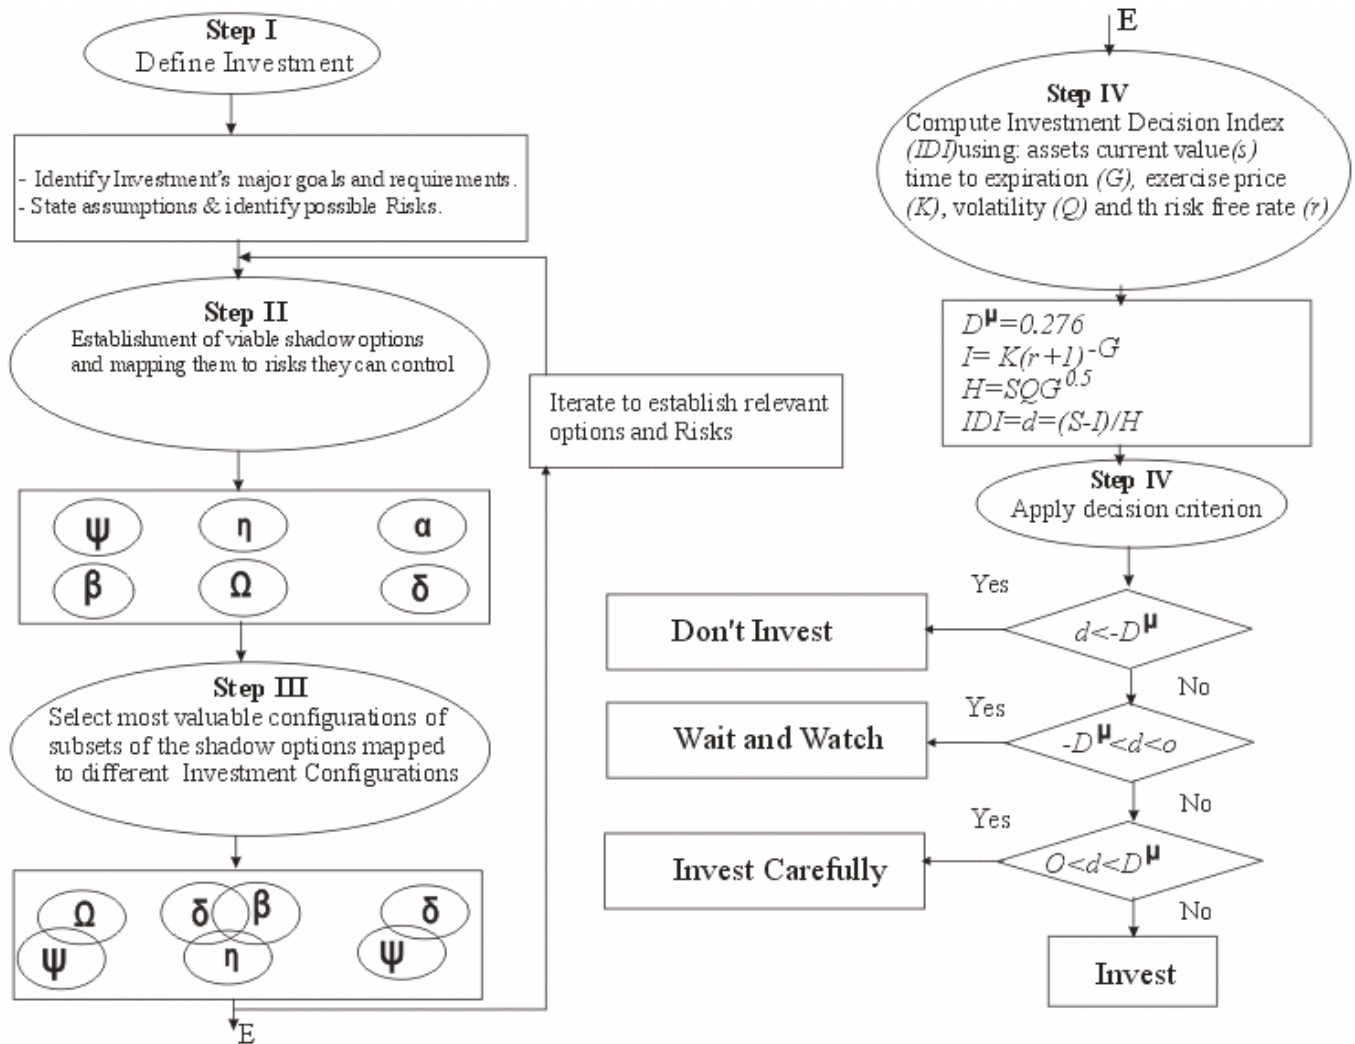 Step I
Define Investment
- Identify Investment's major goals and requirements.
- State assumptions & identify possible Risks.
Step II
Establishment of viable shadow options
and mapping them to risks they can control
Iterate to establish relevant
options and Risks
ψ η α
β Ω δ
Step III
Select most valuable configurations of
subsets of the shadow options mapped
to different Investment Configurations
Ω δ β δ
ψ η ψ
E
E
Step IV
Compute Investment Decision Index
(IDI)using: assets current value(s)
time to expiration (G), exercise price
(K), volatility (Q) and th risk free rate (r)
D^μ=0.276
I= K(r+1)^-G
H=SQG^0.5
IDI=d=(S-I)/H
Step IV
Apply decision criterion
Yes
Don't Invest
d<-D^μ
No
Yes
Wait and Watch
-D^μ<d<o
No
Yes
Invest Carefully
O<d<D^μ
No
Invest